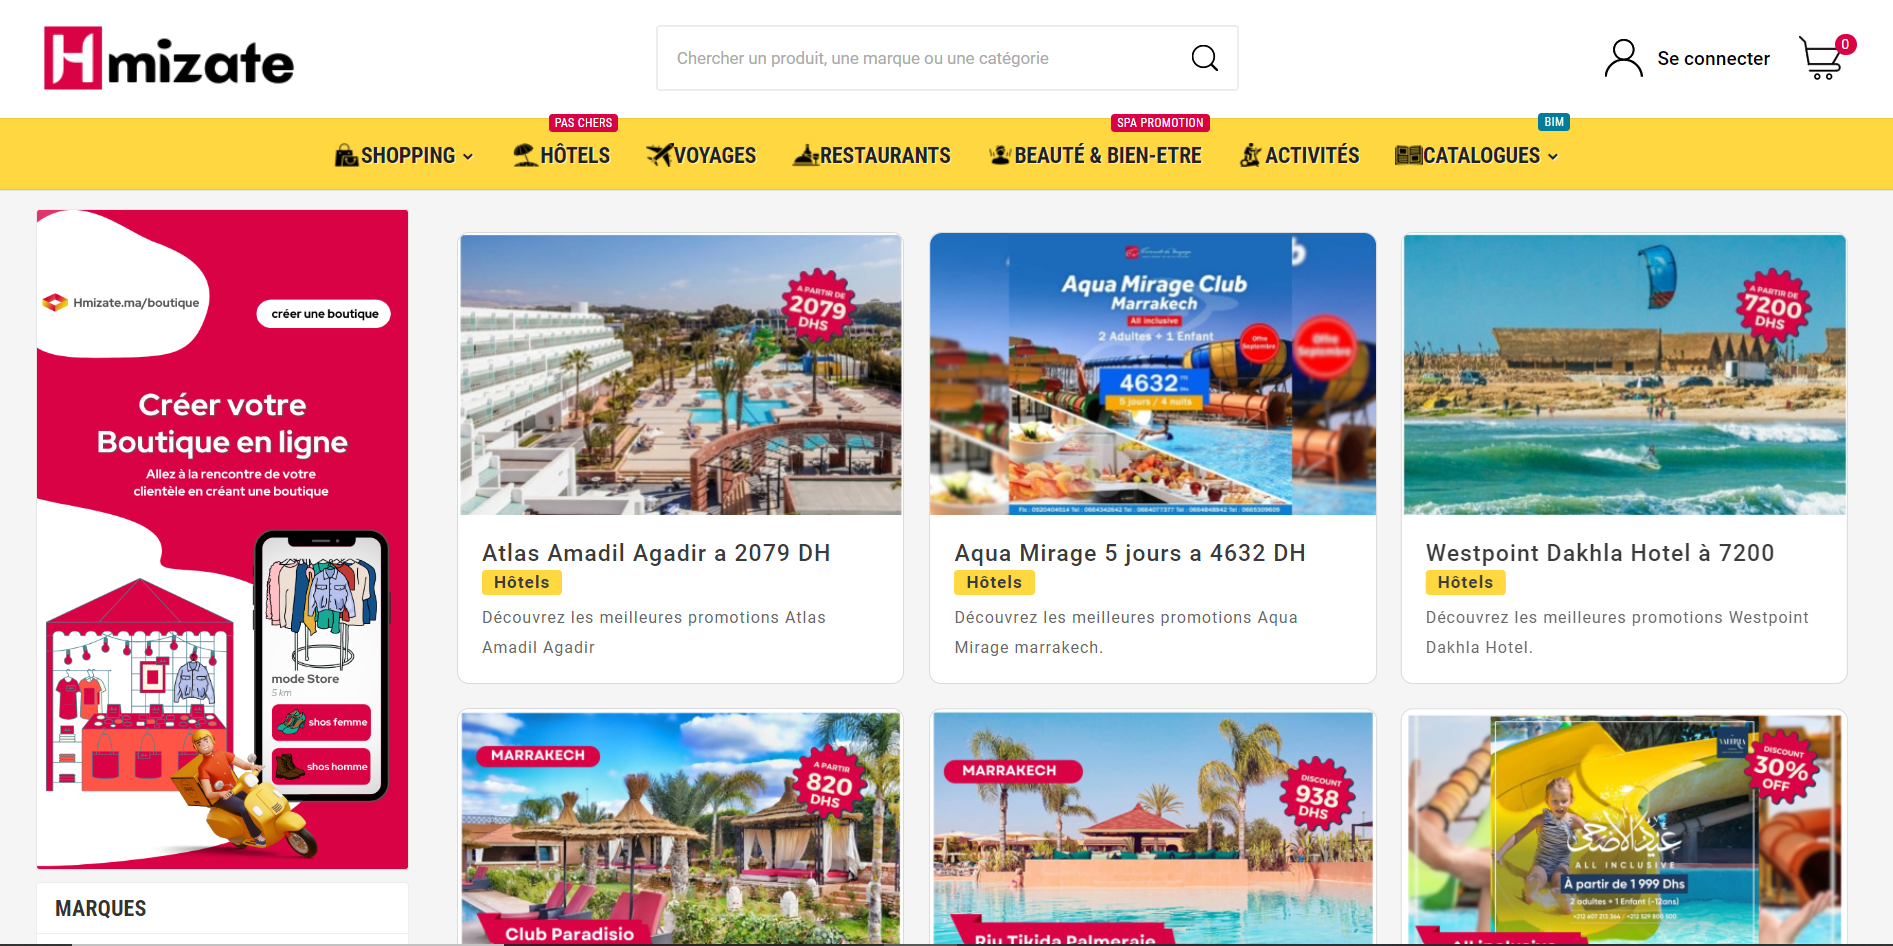 Hmizate
Chercher un produit, une marque ou une catégorie
Se connecter
0
PAS CHERS
SPA PROMOTION
BIM
SHOPPING
HÔTELS
VOYAGES
RESTAURANTS
BEAUTÉ & BIEN-ETRE
ACTIVITÉS
CATALOGUES
Hmizate.ma/boutique
créer une boutique
Créer votre
Boutique en ligne
Allez à la rencontre de votre
clientèle en créant une boutique
mode Store
5 km
shos femme
shos homme
MARQUES
A PARTIR DE
2079
DHS
Atlas Amadil Agadir a 2079 DH
Hôtels
Découvrez les meilleures promotions Atlas
Amadil Agadir
Aqua Mirage Club
Marrakech
All inclusive
2 Adultes + 1 Enfant
Offre
Septembre
Offre
Septembre
4632
5 jours / 4 nuits
Aqua Mirage 5 jours a 4632 DH
Hôtels
Découvrez les meilleures promotions Aqua
Mirage marrakech.
A PARTIR DE
7200
DHS
Westpoint Dakhla Hotel à 7200
Hôtels
Découvrez les meilleures promotions Westpoint
Dakhla Hotel.
MARRAKECH
A PARTIR
820
DHS
Club Paradisio
MARRAKECH
DISCOUNT
938
DHS
Riu Tikida Palmeraie
VALERIA
DISCOUNT
30%
OFF
عيد الأضحى
ALL INCLUSIVE
À partir de 1 999 Dhs
2 adultes + 1 Enfant (-12ans)
All inclusive